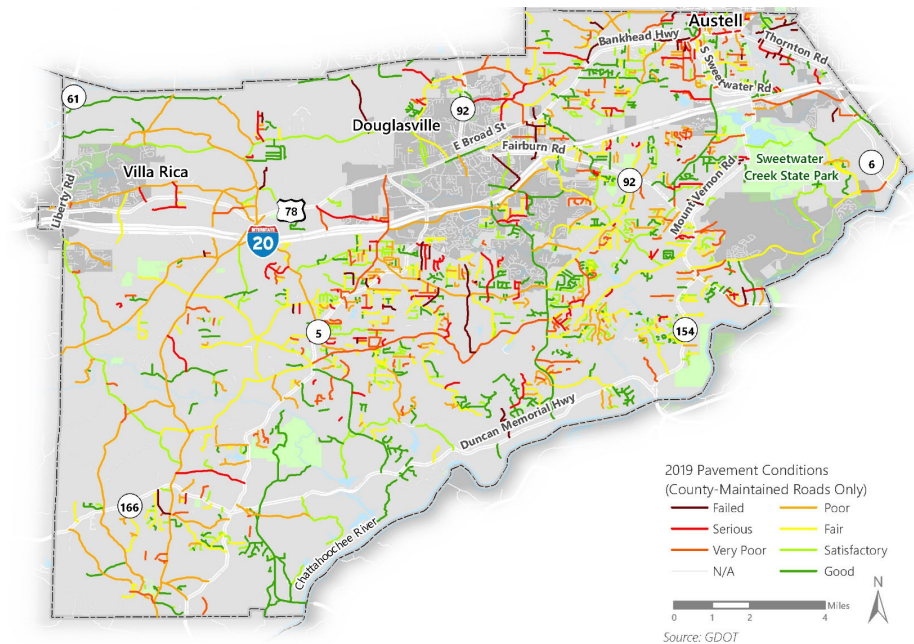 Austell
Bankhead Hwy
Thornton Rd
S Sweetwater Rd
61
92
Douglasville
E Broad St
Fairburn Rd
Sweetwater
Creek State Park
6
Villa Rica
92
Mount Vernon Rd
Liberty Rd
78
INTERSTATE
20
5
154
Duncan Memorial Hwy
166
Chattahoochee River
2019 Pavement Conditions
(County-Maintained Roads Only)
Failed
Poor
Serious
Fair
Very Poor
Satisfactory
N/A
Good
N
Miles
0 1 2 4
Source: GDOT